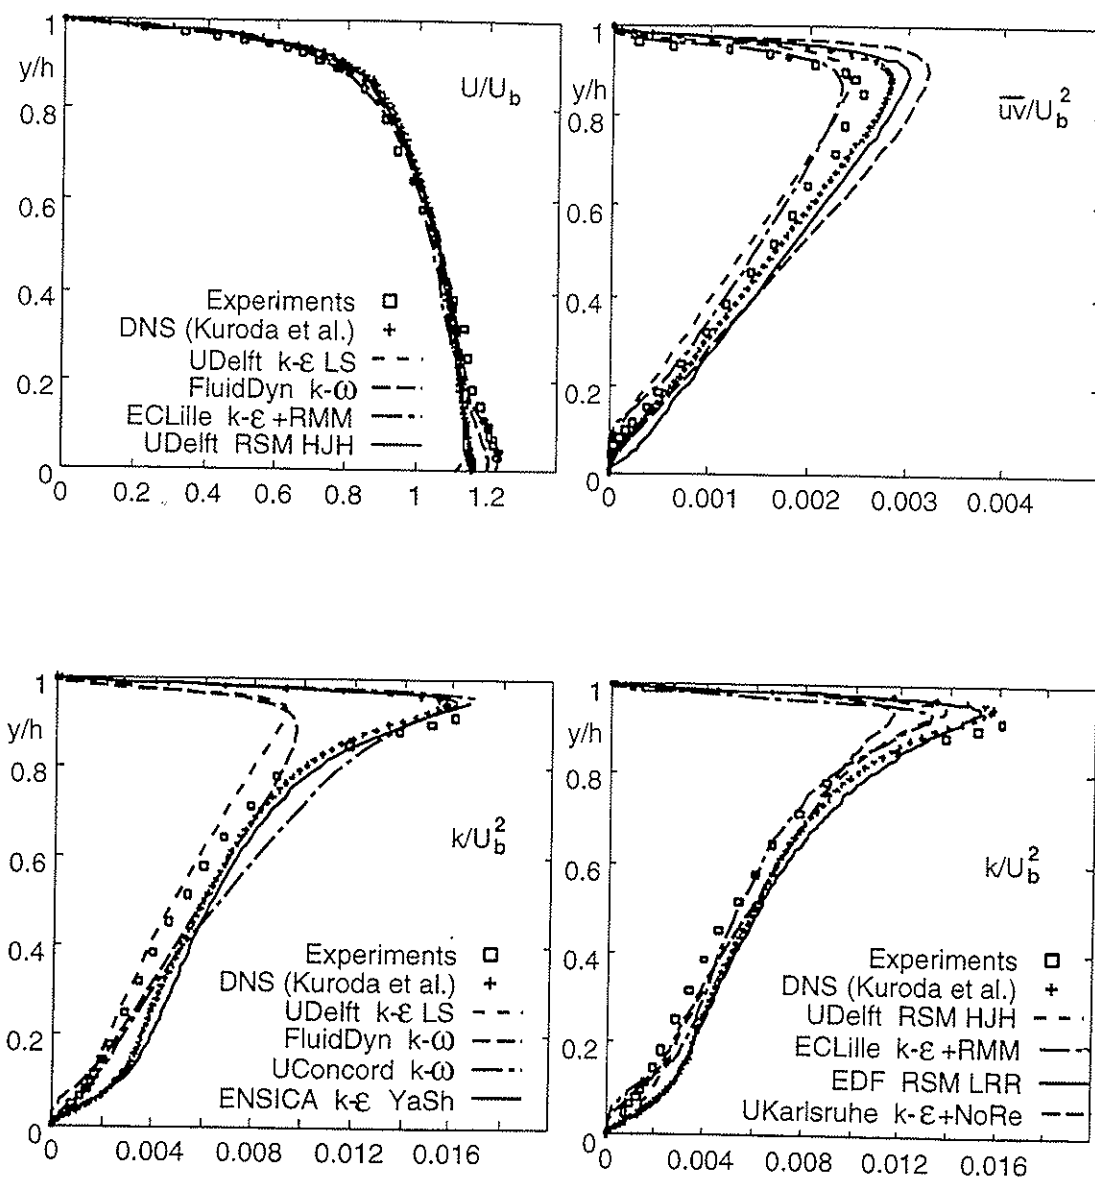 1
y/h
0.8
0.6
0.4
0.2
0
U/U_b
Experiments
DNS (Kuroda et al.)
UDelft k-ε LS
FluidDyn k-ω
ECLille k-ε +RMM
UDelft RSM HJH
0 0.2 0.4 0.6 0.8 1 1.2
1
y/h
0.8
0.6
0.4
0.2
0
uv/U_b^2
0 0.001 0.002 0.003 0.004
1
y/h
0.8
0.6
0.4
0.2
0
k/U_b^2
Experiments
DNS (Kuroda et al.)
UDelft k-ε LS
FluidDyn k-ω
UConcord k-ω
ENSICA k-ε YaSh
0 0.004 0.008 0.012 0.016
1
y/h
0.8
0.6
0.4
0.2
0
k/U_b^2
Experiments
DNS (Kuroda et al.)
UDelft RSM HJH
ECLille k-ε +RMM
EDF RSM LRR
UKarlsruhe k-ε+NoRe
0 0.004 0.008 0.012 0.016